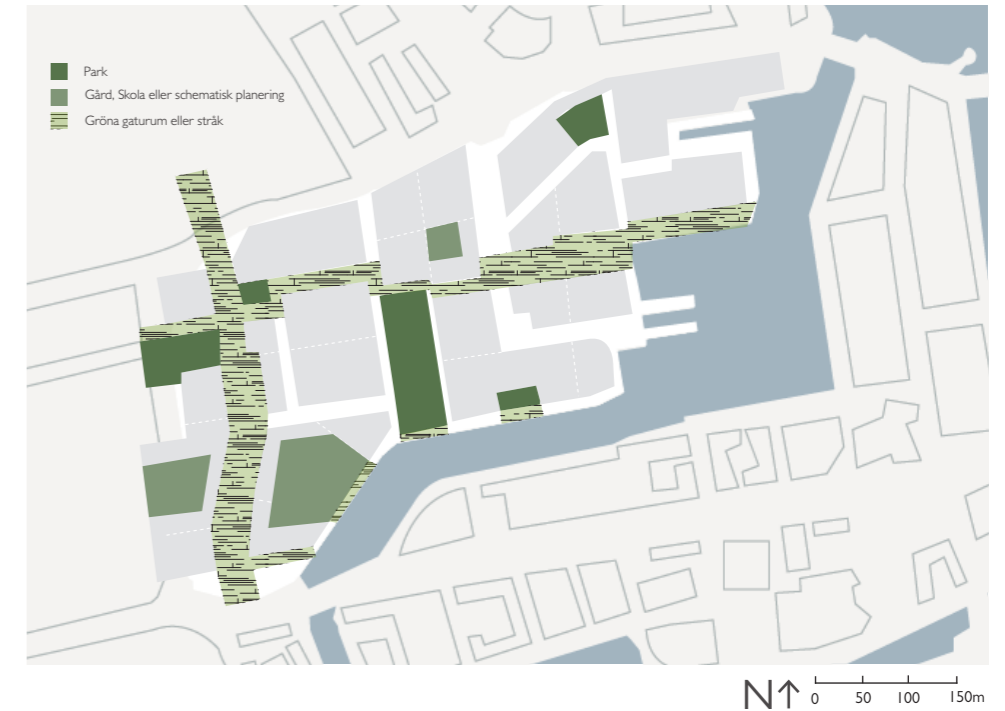 Park
Gård, Skola eller schematisk planering
Gröna gaturum eller stråk
N↑ 0 50 100 150m